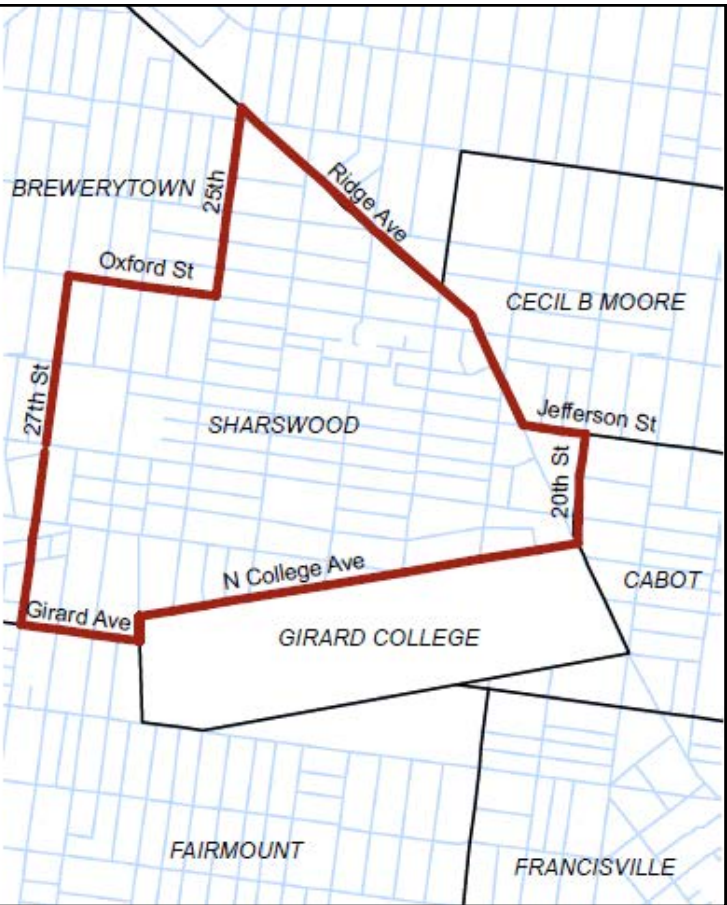 Ridge Ave
BREWERYTOWN
25th
Oxford St
CECIL B MOORE
27th St
SHARSWOOD
Jefferson St
20th St
N College Ave
CABOT
Girard Ave
GIRARD COLLEGE
FAIRMOUNT
FRANCISVILLE